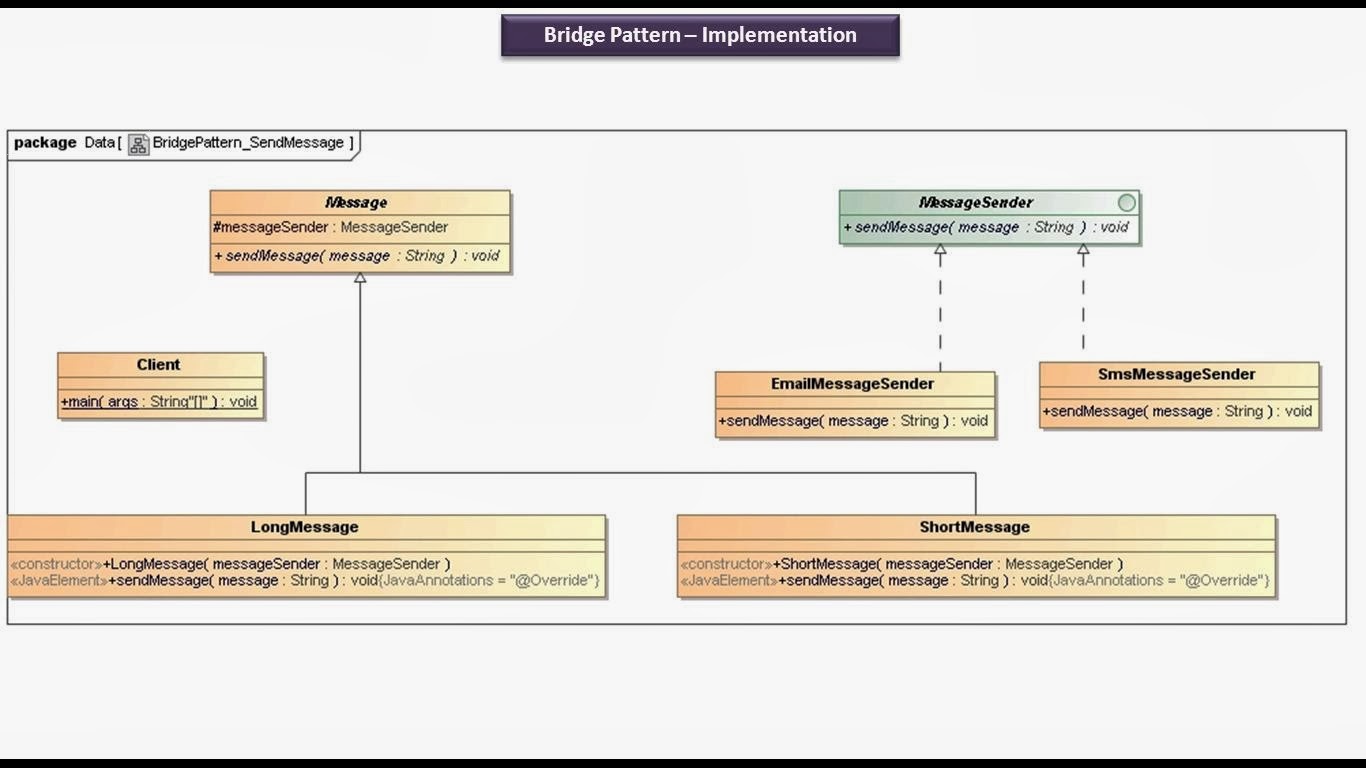 Bridge Pattern – Implementation
package Data[ BridgePattern_SendMessage ]
Message
#messageSender : MessageSender
+ sendMessage( message : String ) : void
MessageSender
+ sendMessage( message : String ) : void
Client
+main( args : String"[]" ) : void
EmailMessageSender
+sendMessage( message : String ) : void
SmsMessageSender
+sendMessage( message : String ) : void
LongMessage
«constructor»+LongMessage( messageSender : MessageSender )
«JavaElement»+sendMessage( message : String ) : void{JavaAnnotations = "@Override"}
ShortMessage
«constructor»+ShortMessage( messageSender : MessageSender )
«JavaElement»+sendMessage( message : String ) : void{JavaAnnotations = "@Override"}